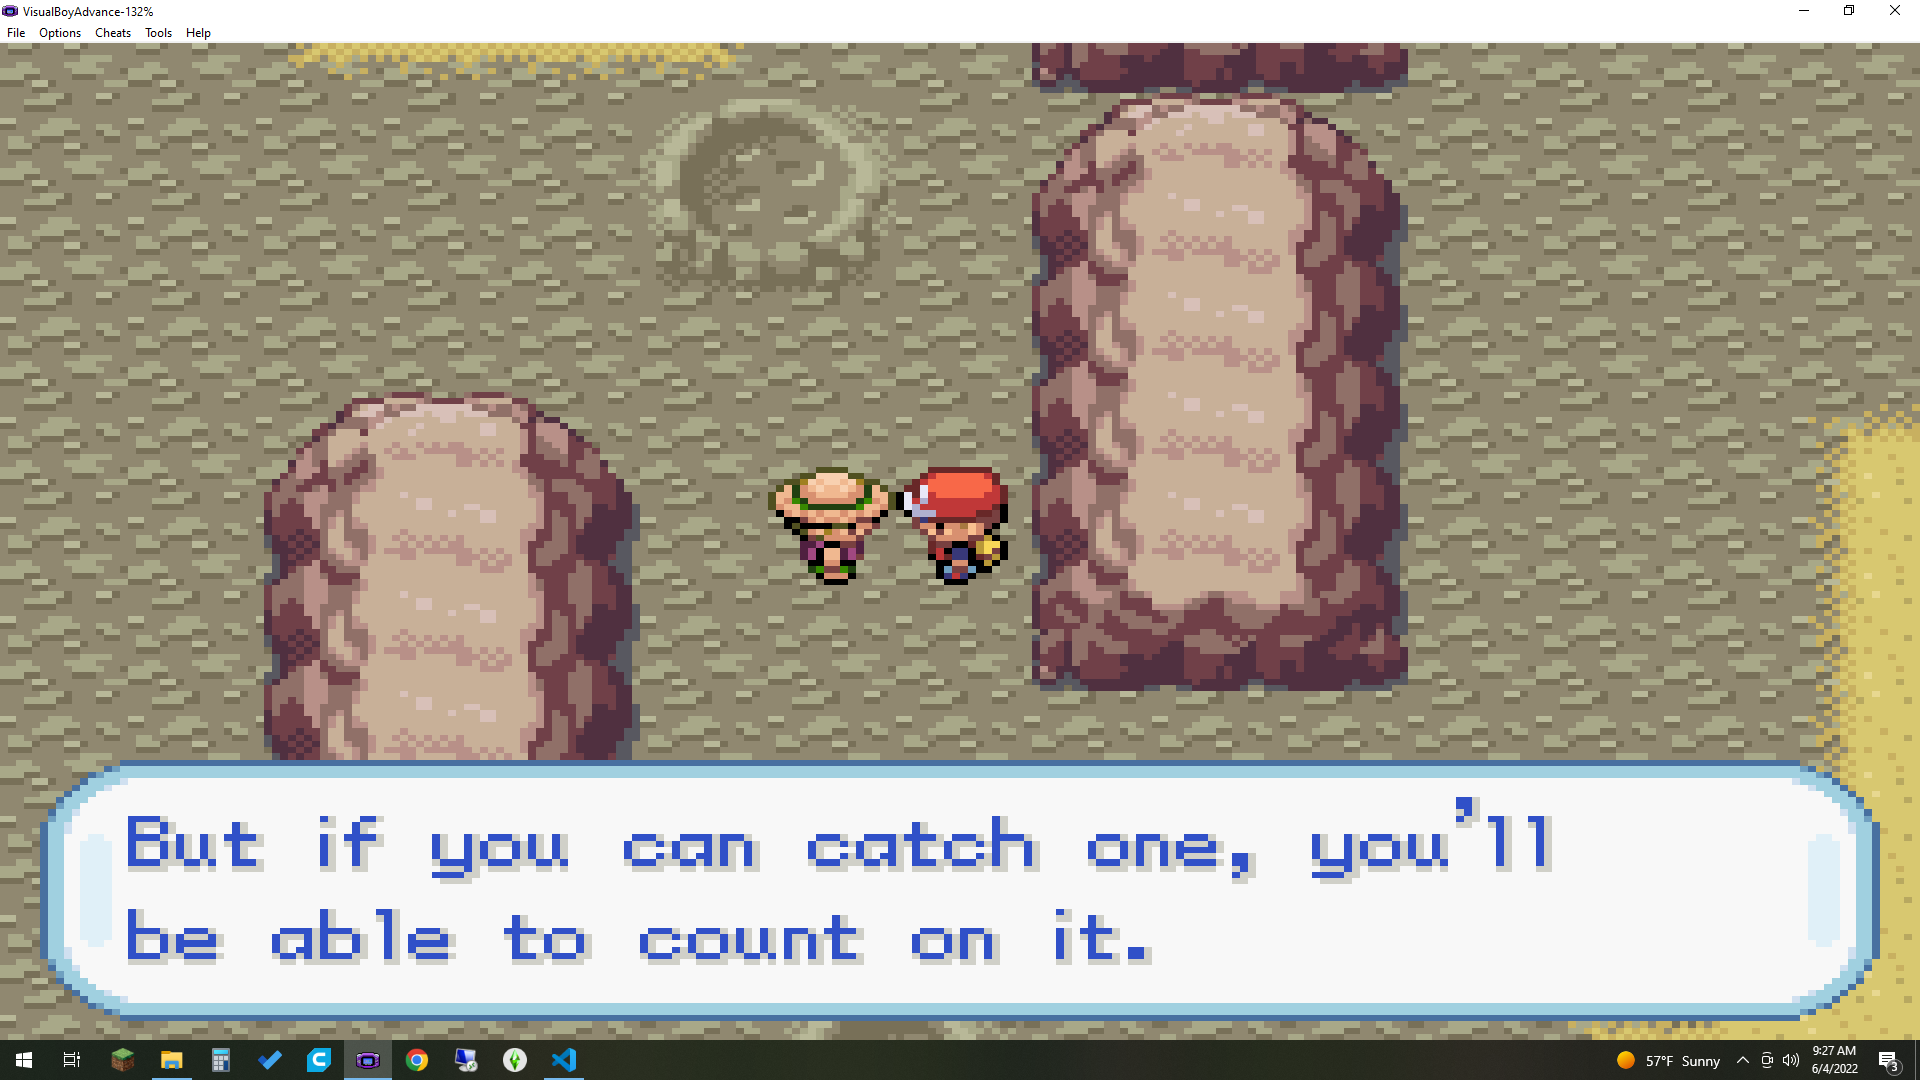 VisualBoyAdvance-132%
File Options Cheats Tools Help
But if you can catch one, you'll
be able to count on it.
57°F Sunny
9:27 AM
6/4/2022
3